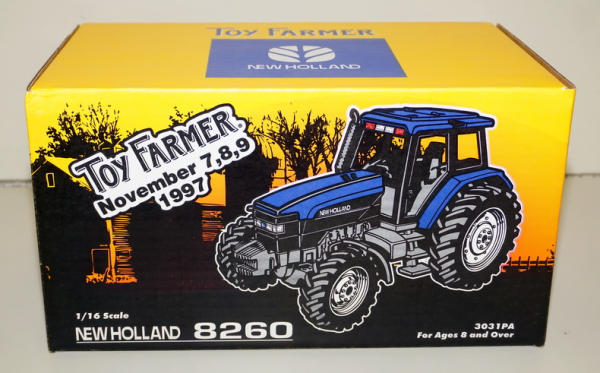 TOY FARMER
NEW HOLLAND
TOY FARMER
November 7,8,9
1997
NEW HOLLAND
1/16 Scale
NEW HOLLAND 8260
3031PA
For Ages 8 and Over